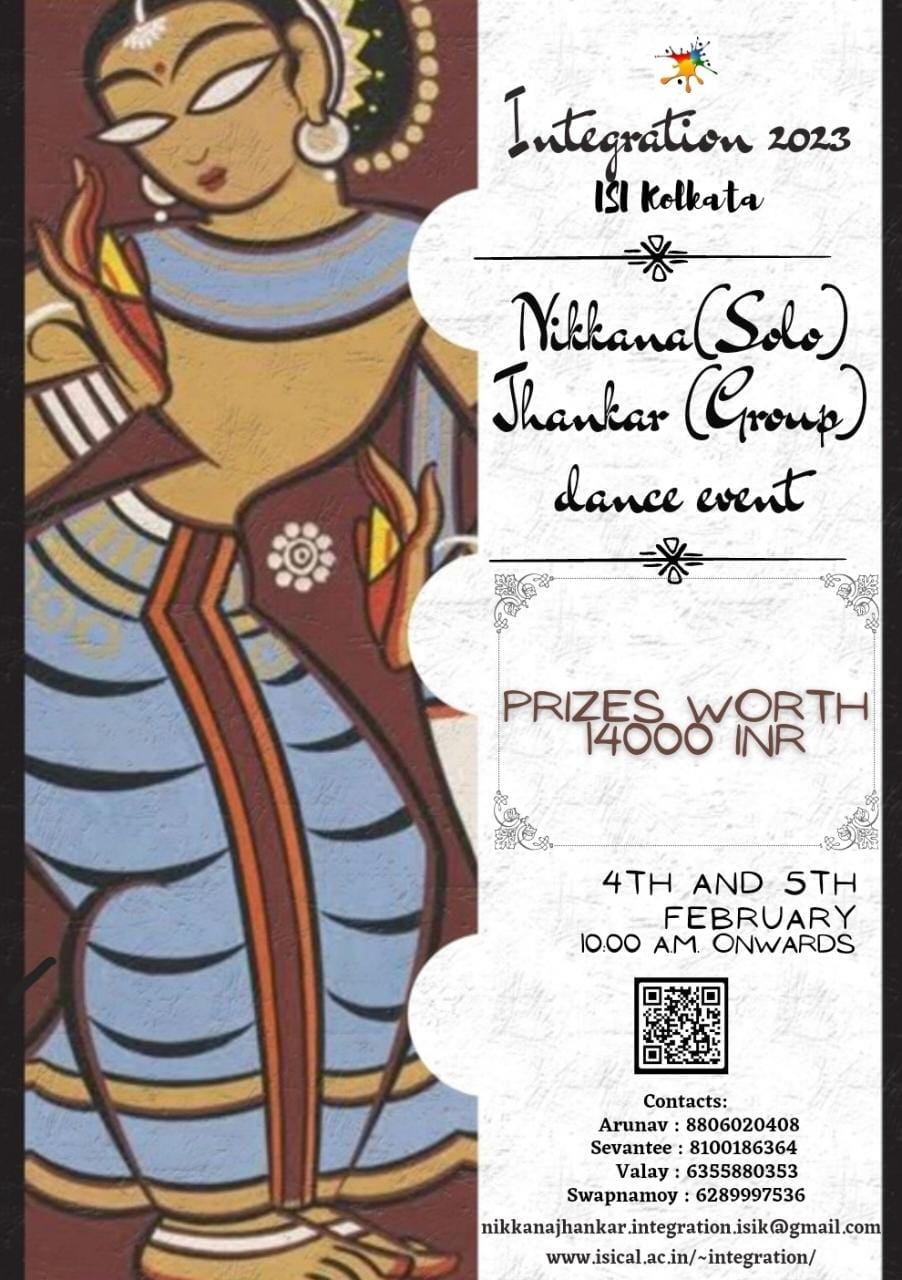 Integration 2023
ISI Kolkata
Nikkana(Solo)
Jhankar (Group)
dance event
PRIZES WORTH
14000 INR
4TH AND 5TH
FEBRUARY
10:00 A.M. ONWARDS
Contacts:
Arunav : 8806020408
Sevantee : 8100186364
Valay : 6355880353
Swapnamoy : 6289997536
nikkanajhankar.integration.isik@gmail.com
www.isical.ac.in/~integration/